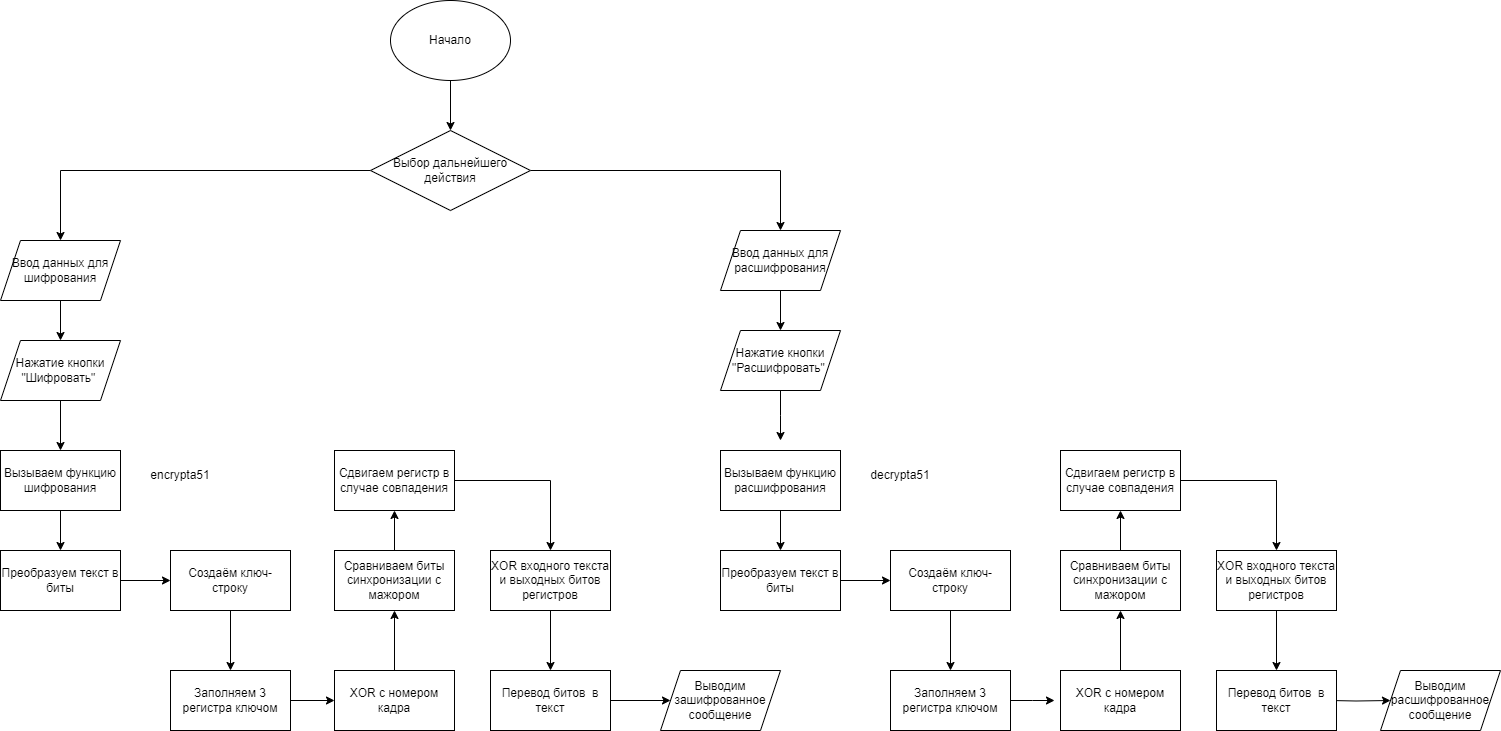 Начало
Выбор дальнейшего
действия
Ввод данных для
шифрования
Нажатие кнопки
"Шифровать"
Вызываем функцию
шифрования
encrypta51
Преобразуем текст в
биты
Создаём ключ-
строку
Заполняем 3
регистра ключом
XOR с номером
кадра
Сравниваем биты
синхронизации с
мажором
Сдвигаем регистр в
случае совпадения
XOR входного текста
и выходных битов
регистров
Перевод битов в
текст
Выводим
зашифрованное
сообщение
Ввод данных для
расшифрования
Нажатие кнопки
"Расшифровать"
Вызываем функцию
расшифрования
decrypta51
Преобразуем текст в
биты
Создаём ключ-
строку
Заполняем 3
регистра ключом
XOR с номером
кадра
Сравниваем биты
синхронизации с
мажором
Сдвигаем регистр в
случае совпадения
XOR входного текста
и выходных битов
регистров
Перевод битов в
текст
Выводим
расшифрованное
сообщение